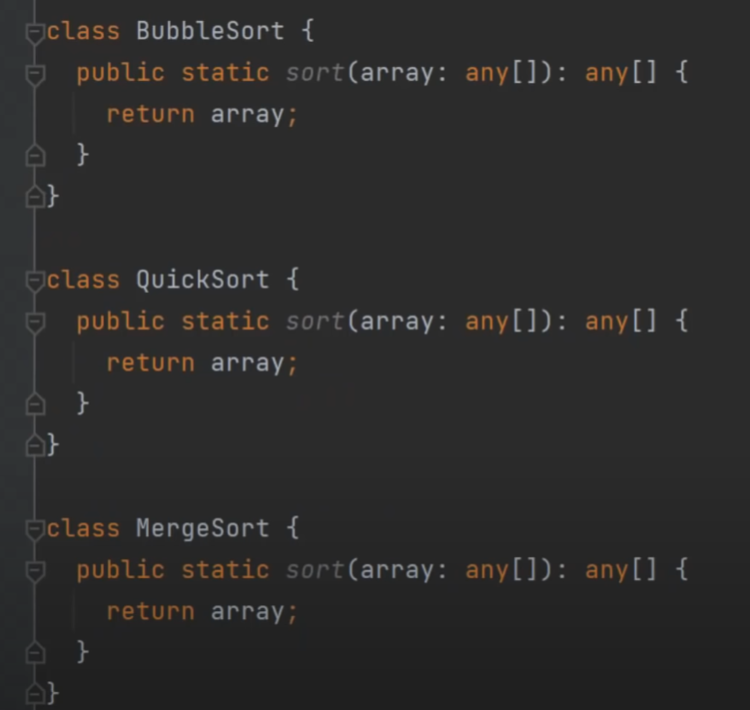 class BubbleSort {
public static sort(array: any[]): any[] {
return array;
}
}
class QuickSort {
public static sort(array: any[]): any[] {
return array;
}
}
class MergeSort {
public static sort(array: any[]): any[] {
return array;
}
}